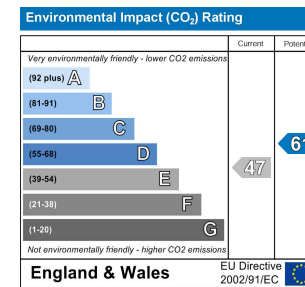 Environmental Impact (CO₂) Rating
Current
Very environmentally friendly - lower CO2 emissions
(92 plus) A
(81-91) B
(69-80) C
(55-68) D
61
(39-54) E
47
(21-38) F
(1-20) G
Not environmentally friendly - higher CO2 emissions
England & Wales
EU Directive
2002/91/EC